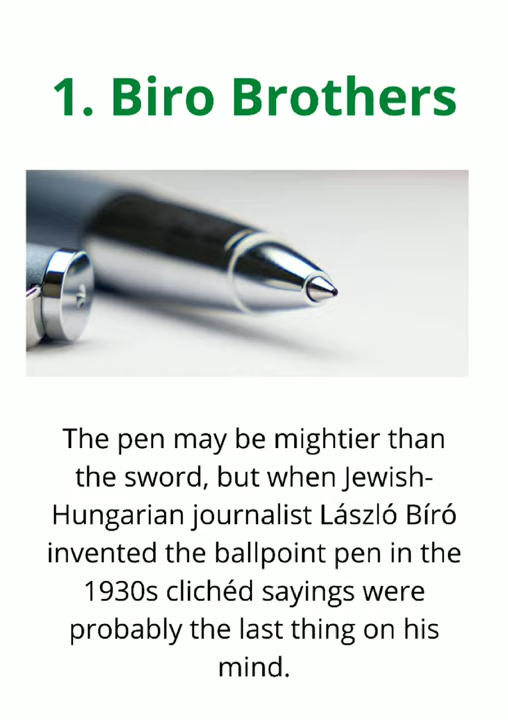 1. Biro Brothers
The pen may be mightier than
the sword, but when Jewish-
Hungarian journalist László Bíró
invented the ballpoint pen in the
1930s clichéd sayings were
probably the last thing on his
mind.